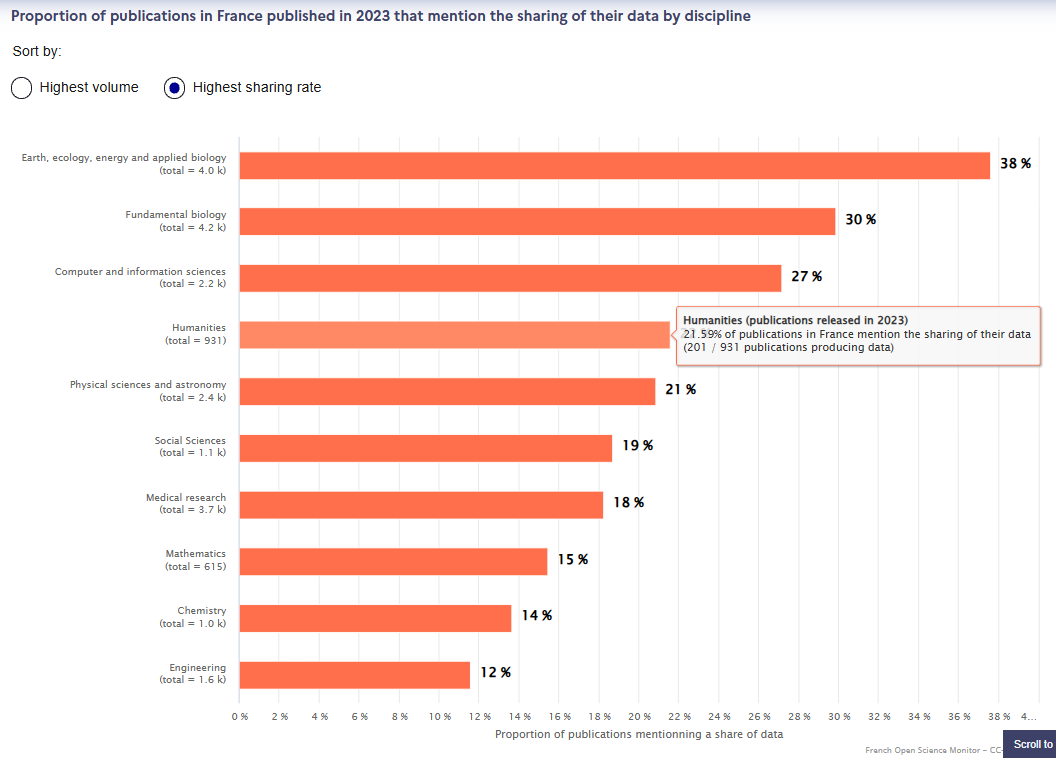 Proportion of publications in France published in 2023 that mention the sharing of their data by discipline
Sort by:
Highest volume
Highest sharing rate
Earth, ecology, energy and applied biology
(total = 4.0 k)
38 %
Fundamental biology
(total = 4.2 k)
30 %
Computer and information sciences
(total = 2.2 k)
27 %
Humanities
(total = 931)
Humanities (publications released in 2023)
21.59% of publications in France mention the sharing of their data
(201 / 931 publications producing data)
Physical sciences and astronomy
(total = 2.4 k)
21 %
Social Sciences
(total = 1.1 k)
19 %
Medical research
(total = 3.7 k)
18 %
Mathematics
(total = 615)
15 %
Chemistry
(total = 1.0 k)
14 %
Engineering
(total = 1.6 k)
12 %
0 % 2 % 4 % 6 % 8 % 10 % 12 % 14 % 16 % 18 % 20 % 22 % 24 % 26 % 28 % 30 % 32 % 34 % 36 % 38 % 4...
Proportion of publications mentionning a share of data
French Open Science Monitor – CC-
Scroll to